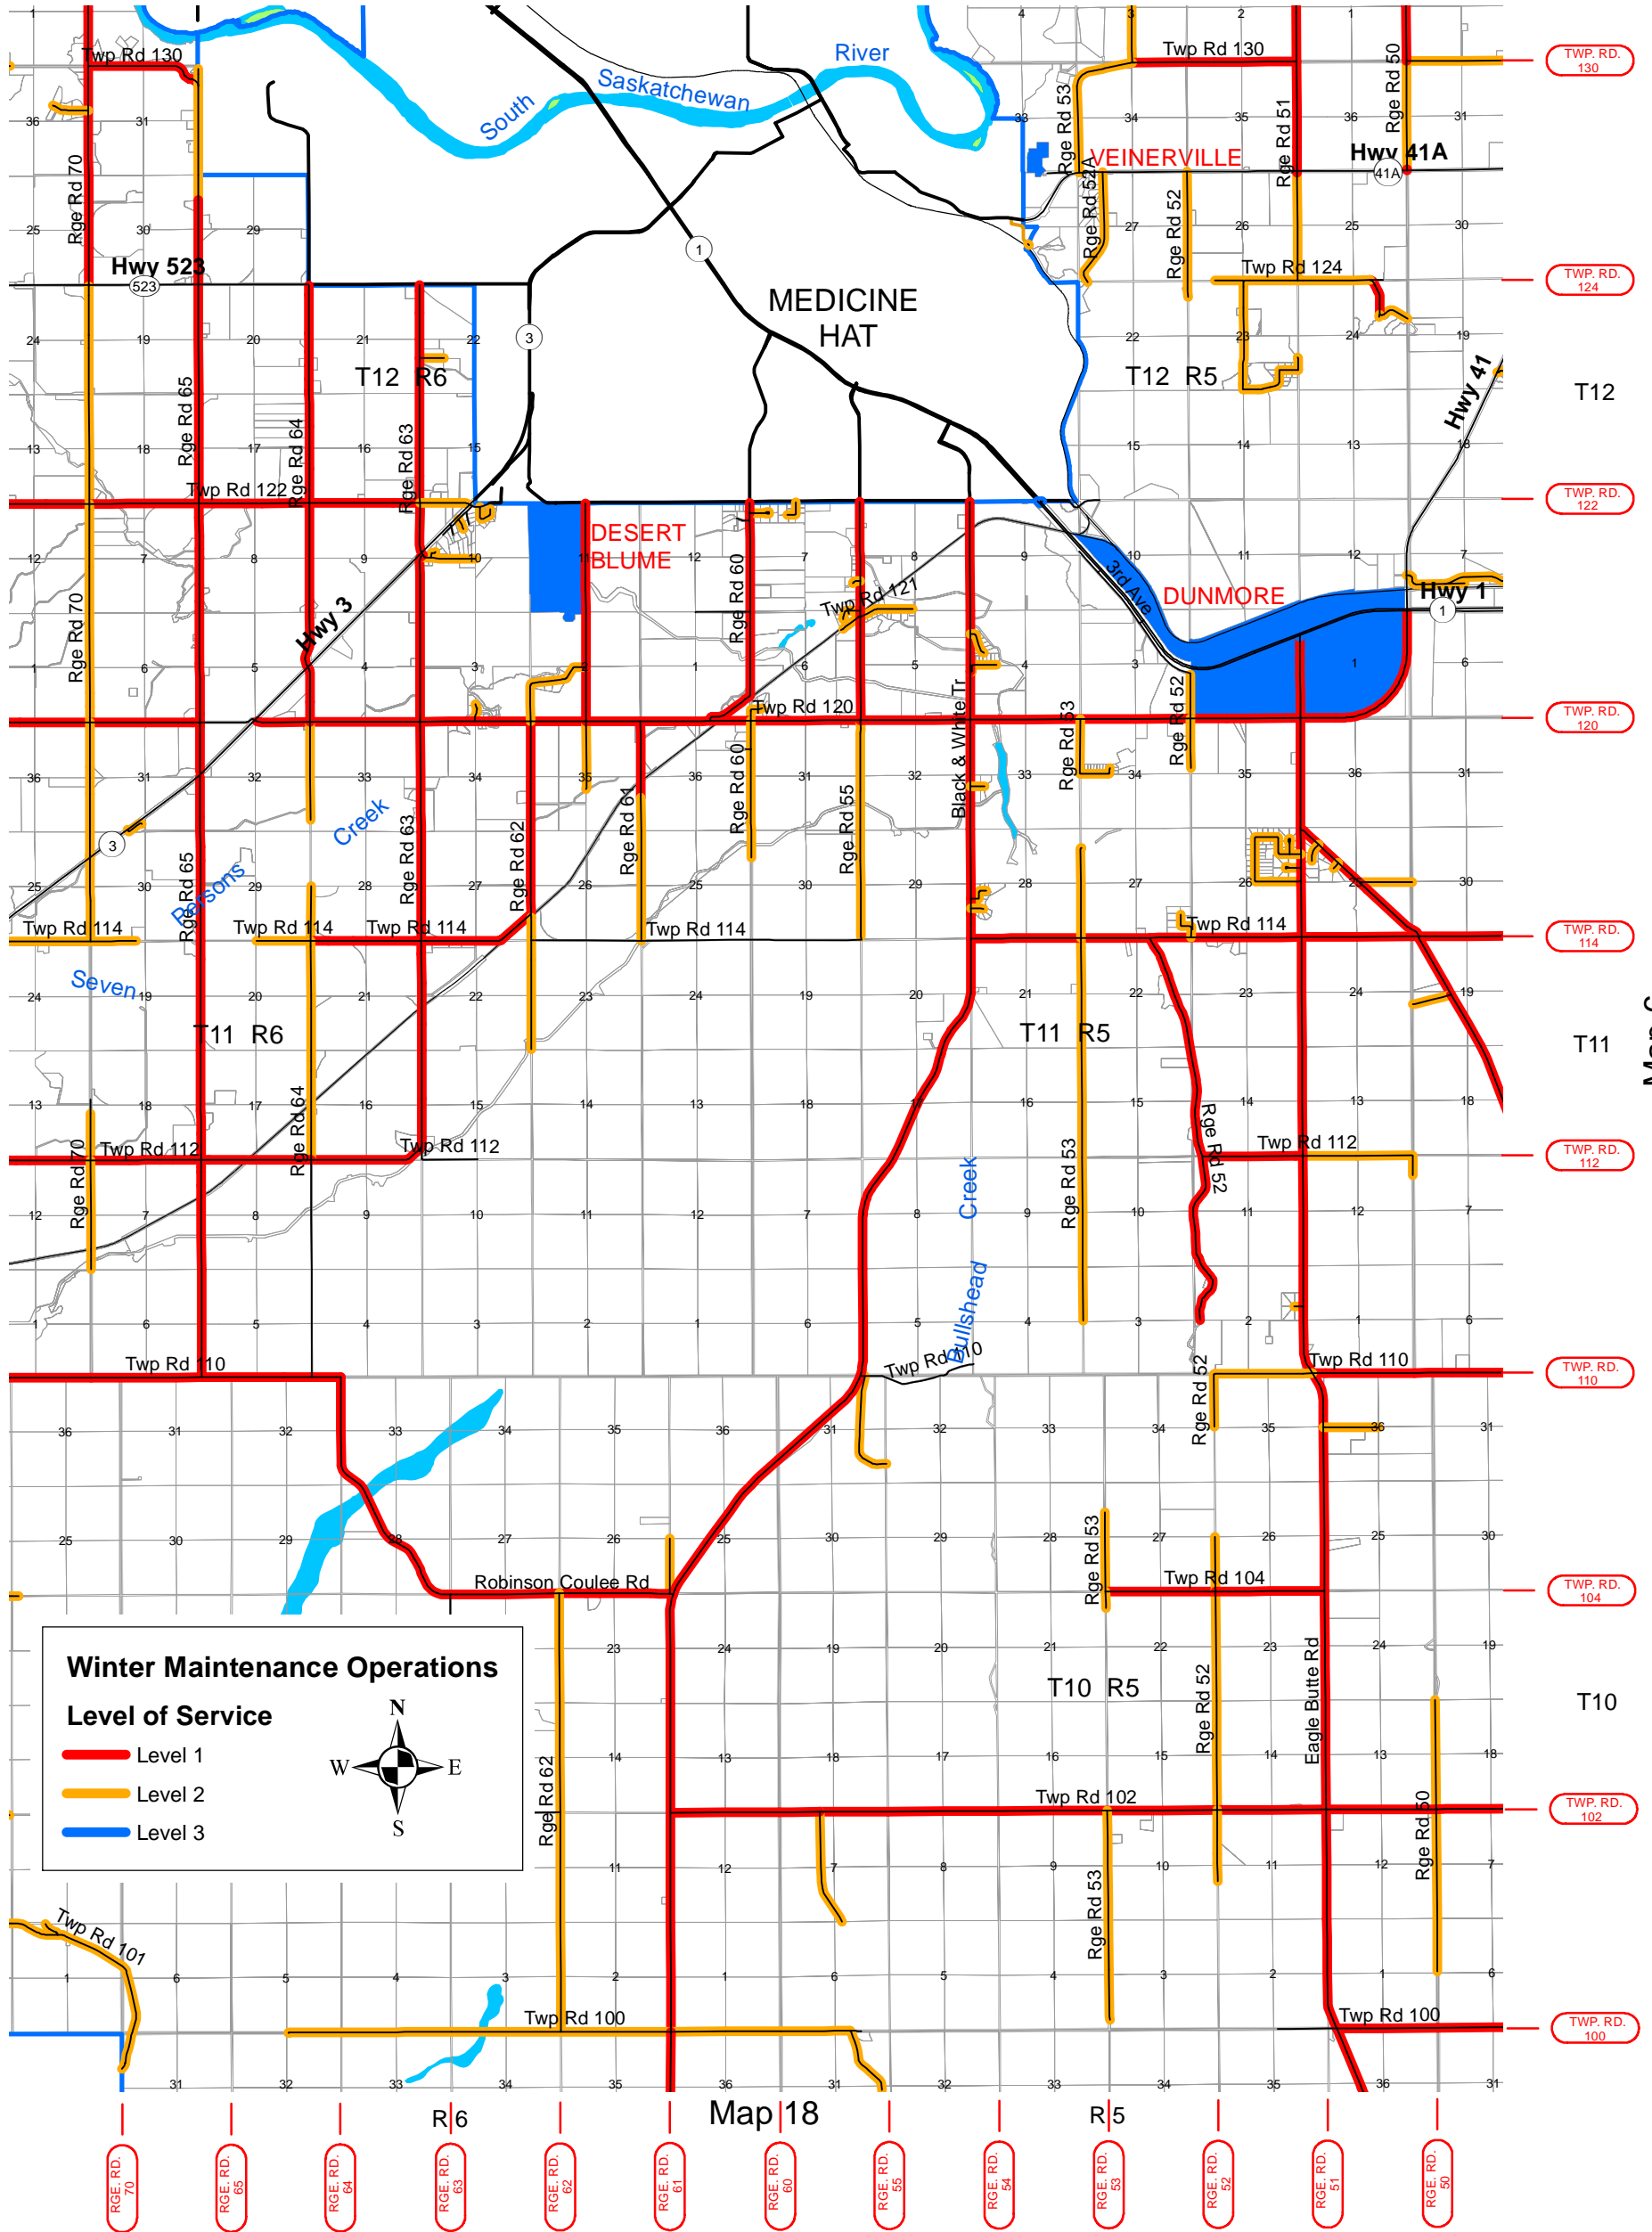 Twp Rd 130
South
Saskatchewan
River
Twp Rd 130
Rge Rd 53
Rge Rd 51
Rge Rd 50
TWP. RD.
130
Rge Rd 70
VEINERVILLE
Hwy 41A
41A
Rge Rd 52A
Rge Rd 52
Hwy 523
523
1
3
MEDICINE
HAT
Twp Rd 124
TWP. RD.
124
T12 R6
T12 R5
T12
Hwy 41
Rge Rd 65
Rge Rd 64
Rge Rd 63
Twp Rd 122
TWP. RD.
122
DESERT
BLUME
Rge Rd 60
Twp Rd 121
3rd Ave
DUNMORE
Hwy 1
1
Rge Rd 70
Hwy 3
Black & White Tr
Twp Rd 120
Rge Rd 53
Rge Rd 52
TWP. RD.
120
Creek
Persons
Seven
3
Rge Rd 65
Rge Rd 63
Rge Rd 62
Rge Rd 61
Rge Rd 60
Rge Rd 55
Twp Rd 114
Twp Rd 114
Twp Rd 114
Twp Rd 114
Twp Rd 114
TWP. RD.
114
T11 R6
T11 R5
T11
Rge Rd 64
Rge Rd 70
Twp Rd 112
Twp Rd 112
Rge Rd 53
Rge Rd 52
Twp Rd 112
TWP. RD.
112
Creek
Bullshead
Twp Rd 110
Twp Rd 110
Rge Rd 52
Twp Rd 110
TWP. RD.
110
Robinson Coulee Rd
Rge Rd 53
Twp Rd 104
TWP. RD.
104
Winter Maintenance Operations
Level of Service
Level 1
Level 2
Level 3
N
W
E
S
T10 R5
T10
Rge Rd 62
Rge Rd 52
Eagle Butte Rd
Twp Rd 102
Rge Rd 50
TWP. RD.
102
Rge Rd 53
Twp Rd 101
Twp Rd 100
Twp Rd 100
TWP. RD.
100
R 6
Map 18
R 5
RGE. RD.
70
RGE. RD.
65
RGE. RD.
64
RGE. RD.
63
RGE. RD.
62
RGE. RD.
61
RGE. RD.
60
RGE. RD.
55
RGE. RD.
54
RGE. RD.
53
RGE. RD.
52
RGE. RD.
51
RGE. RD.
50